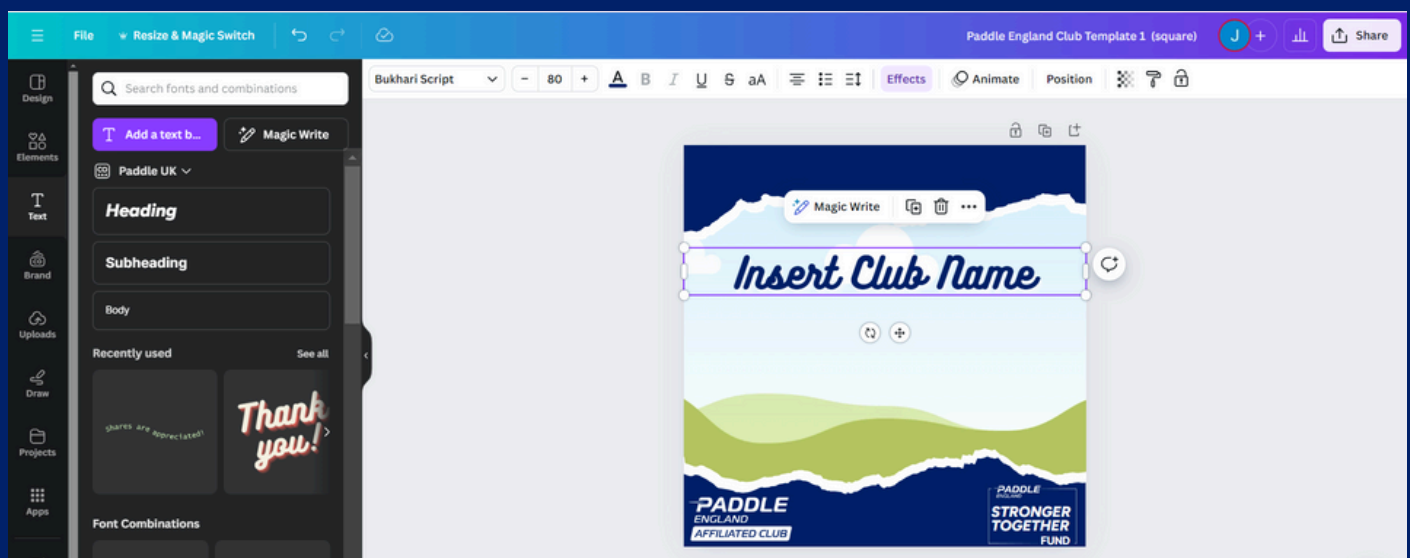 File
Resize & Magic Switch
Paddle England Club Template 1 (square)
J
+
Share
Design
Elements
Text
Brand
Uploads
Draw
Projects
Apps
Search fonts and combinations
T Add a text b...
Magic Write
Paddle UK
Heading
Subheading
Body
Recently used
See all
Shares are appreciated!
Thank
you!
Font Combinations
Bukhari Script
- 80 +
A B I U S aA
Effects
Animate
Position
Magic Write
Insert Club Name
PADDLE
ENGLAND
AFFILIATED CLUB
PADDLE
ENGLAND
STRONGER
TOGETHER
FUND